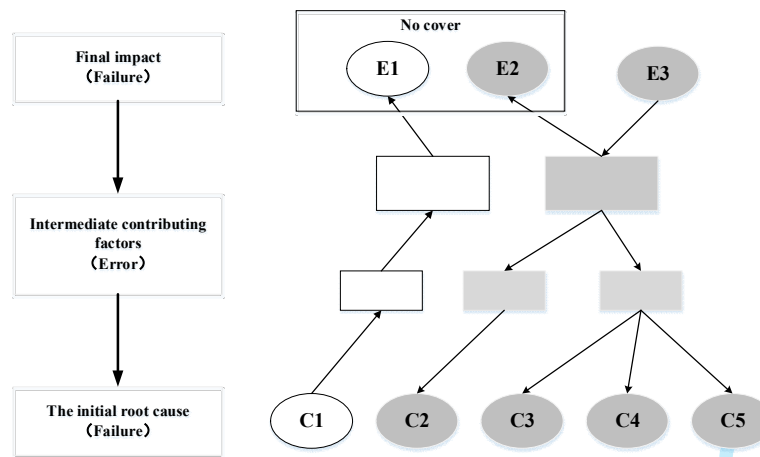 No cover
Final impact
（Failure）
E1
E2
E3
Intermediate contributing
factors
（Error）
The initial root cause
（Failure）
C1
C2
C3
C4
C5